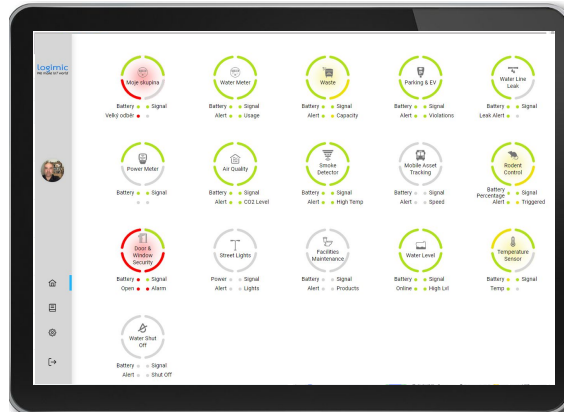 Logimic
Moje skupina
Battery Signal
Velký odběr
Water Meter
Battery Signal
Alert Usage
Waste
Battery Signal
Alert Capacity
Parking & EV
Battery Signal
Alert Violations
Water Line
Leak
Battery Signal
Leak Alert
Power Meter
Battery Signal
Air Quality
Battery Signal
Alert CO2 Level
Smoke
Detector
Battery Signal
Alert High Temp
Mobile Asset
Tracking
Battery Signal
Alert Speed
Rodent
Control
Battery
Percentage Signal
Alert Triggered
Door &
Window
Security
Battery Signal
Open Alarm
Street Lights
Power Signal
Alert Lights
Facilities
Maintenance
Battery Signal
Alert Products
Water Level
Battery Signal
Online High Lvl
Temperature
Sensor
Battery Signal
Temp
Water Shut
Off
Battery Signal
Alert Shut Off